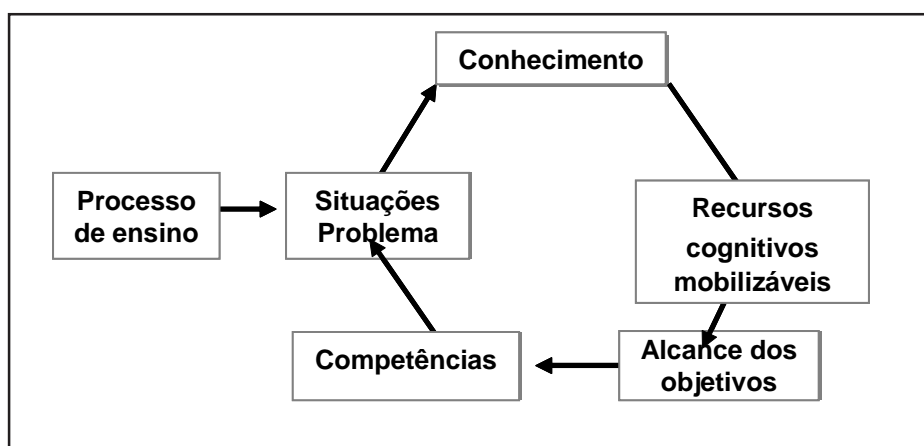 Conhecimento
Processo
de ensino
Situações
Problema
Recursos
cognitivos
mobilizáveis
Alcance dos
objetivos
Competências